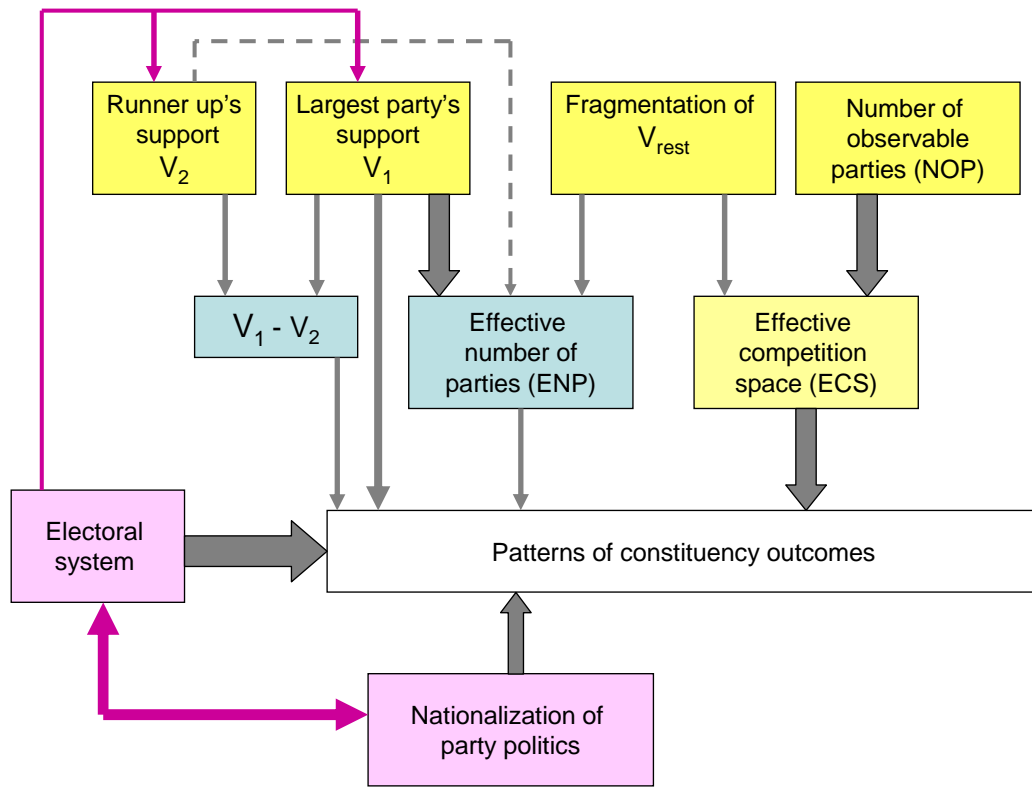 Runner up's
support
V₂
Largest party's
support
V₁
Fragmentation of
Vrest
Number of
observable
parties (NOP)
V₁ - V₂
Effective
number of
parties (ENP)
Effective
competition
space (ECS)
Electoral
system
Patterns of constituency outcomes
Nationalization of
party politics